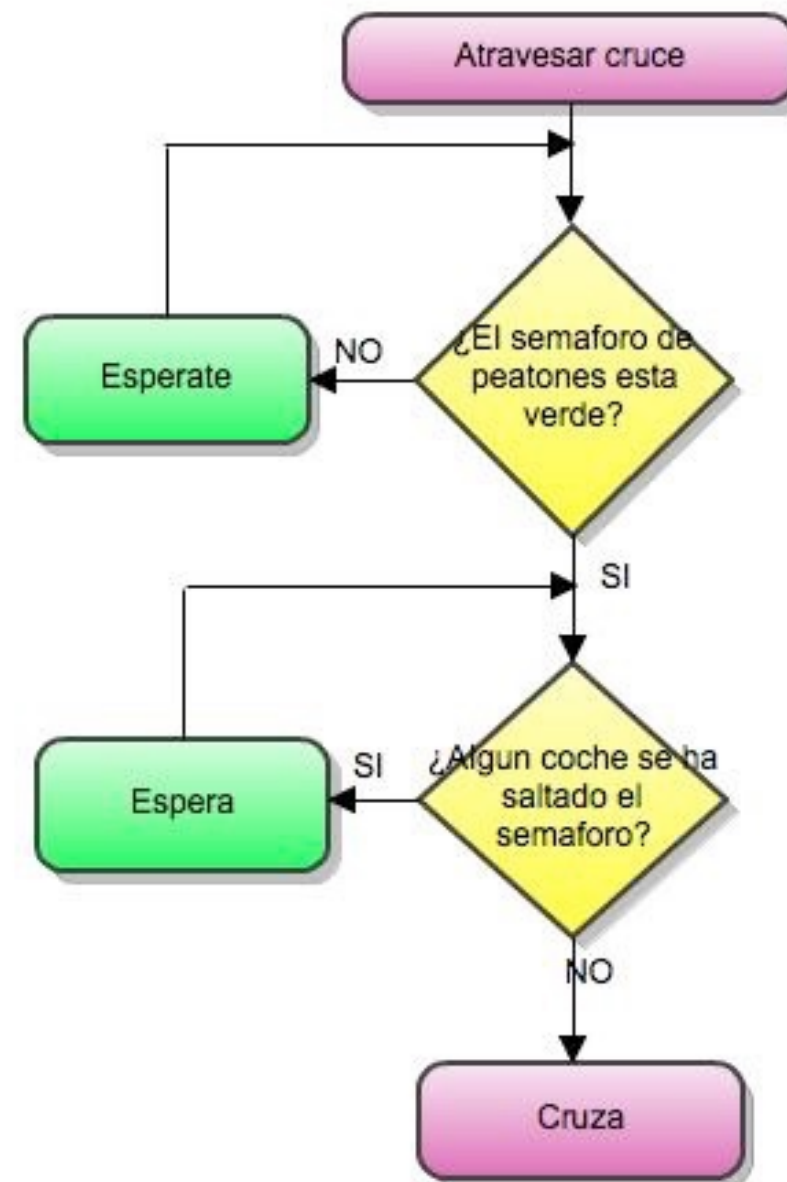 Atravesar cruce
¿El semaforo de
peatones esta
verde?
NO
Esperate
SI
¿Algun coche se ha
saltado el
semaforo?
SI
Espera
NO
Cruza